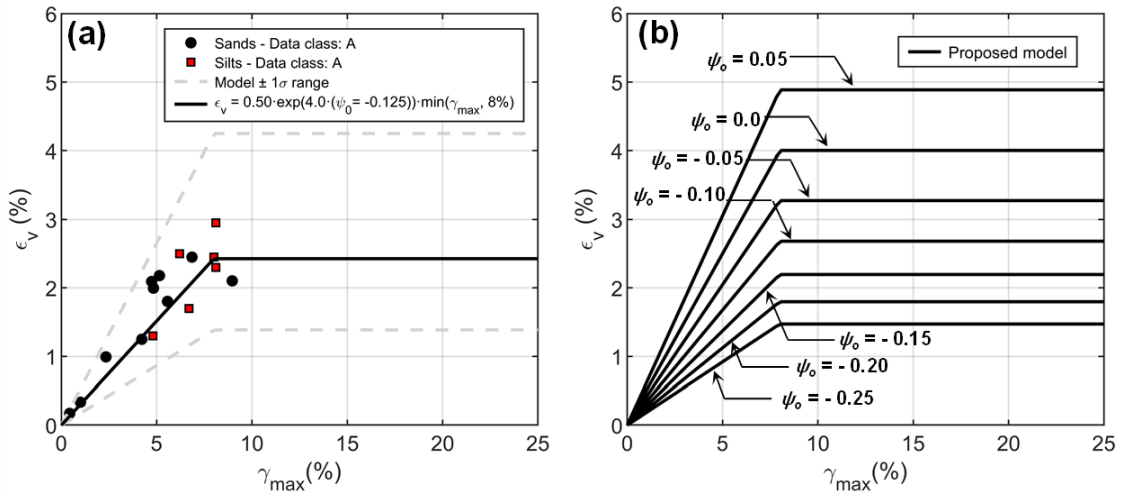 (a)
Sands - Data class: A
Silts - Data class: A
Model ± 1σ range
ϵv = 0.50·exp(4.0·(ψ0= -0.125))·min(γmax, 8%)
6
5
4
3
2
1
0
ϵv (%)
0 5 10 15 20 25
γmax(%)
(b)
Proposed model
ψo = 0.05
ψo = 0.0
ψo = - 0.05
ψo = - 0.10
ψo = - 0.15
ψo = - 0.20
ψo = - 0.25
6
5
4
3
2
1
0
ϵv (%)
0 5 10 15 20 25
γmax(%)